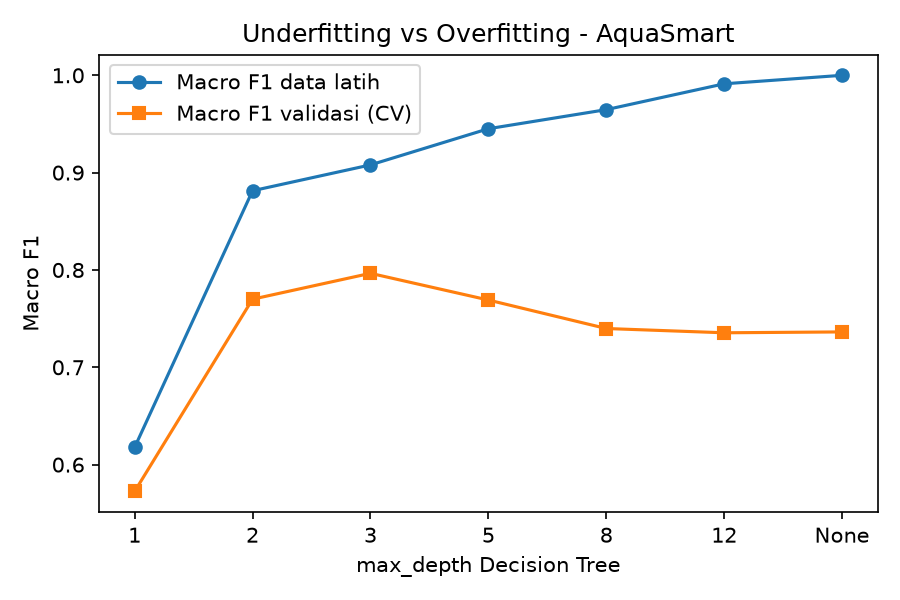 Underfitting vs Overfitting - AquaSmart
Macro F1 data latih
Macro F1 validasi (CV)
Macro F1
1.0
0.9
0.8
0.7
0.6
1 2 3 5 8 12 None
max_depth Decision Tree